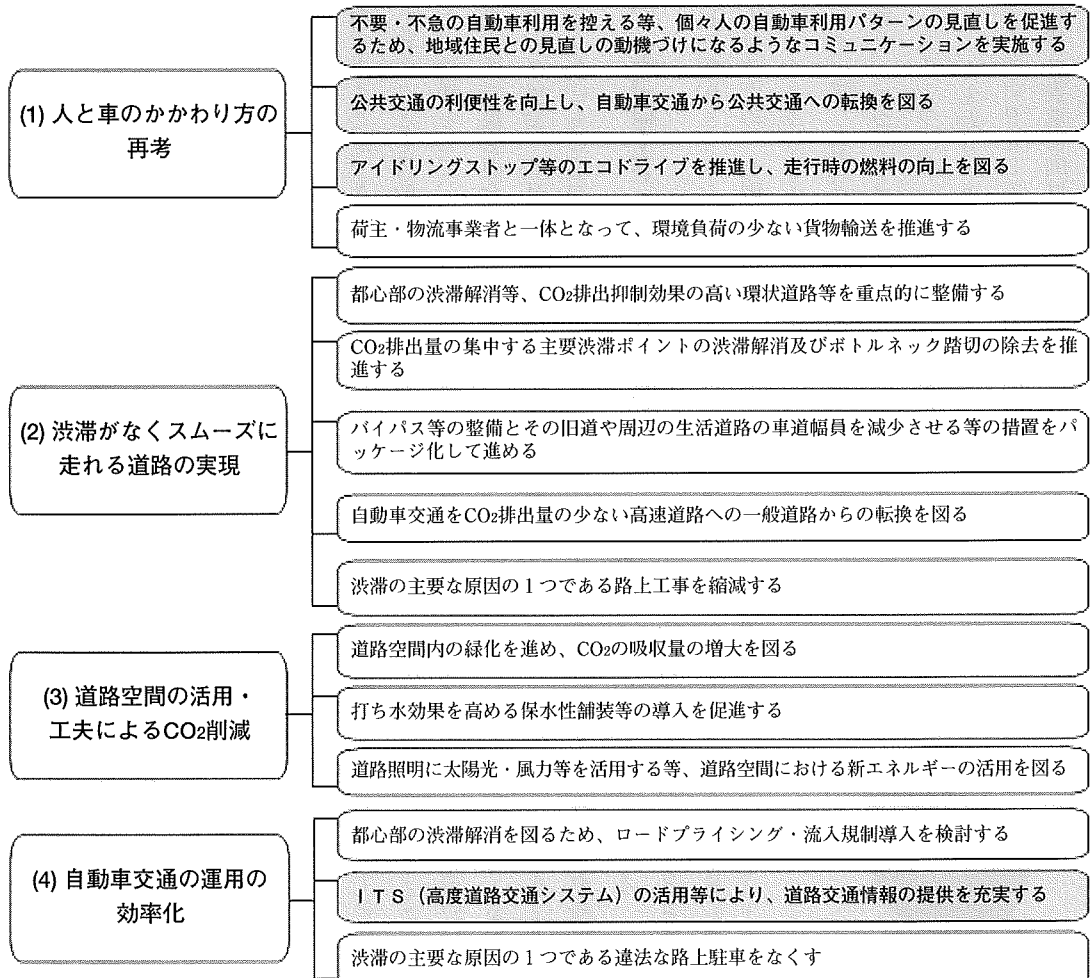 (1) 人と車のかかわり方の
再考
不要・不急の自動車利用を控える等、個々人の自動車利用パターンの見直しを促進す
るため、地域住民との見直しの動機づけになるようなコミュニケーションを実施する
公共交通の利便性を向上し、自動車交通から公共交通への転換を図る
アイドリングストップ等のエコドライブを推進し、走行時の燃料の向上を図る
荷主・物流事業者と一体となって、環境負荷の少ない貨物輸送を推進する
(2) 渋滞がなくスムーズに
走れる道路の実現
都心部の渋滞解消等、CO2排出抑制効果の高い環状道路等を重点的に整備する
CO2排出量の集中する主要渋滞ポイントの渋滞解消及びボトルネック踏切の除去を推
進する
バイパス等の整備とその旧道や周辺の生活道路の車道幅員を減少させる等の措置をパ
ッケージ化して進める
自動車交通をCO2排出量の少ない高速道路への一般道路からの転換を図る
渋滞の主要な原因の1つである路上工事を縮減する
(3) 道路空間の活用・
工夫によるCO2削減
道路空間内の緑化を進め、CO2の吸収量の増大を図る
打ち水効果を高める保水性舗装等の導入を促進する
道路照明に太陽光・風力等を活用する等、道路空間における新エネルギーの活用を図る
(4) 自動車交通の運用の
効率化
都心部の渋滞解消を図るため、ロードプライシング・流入規制導入を検討する
ITS(高度道路交通システム)の活用等により、道路交通情報の提供を充実する
渋滞の主要な原因の1つである違法な路上駐車をなくす